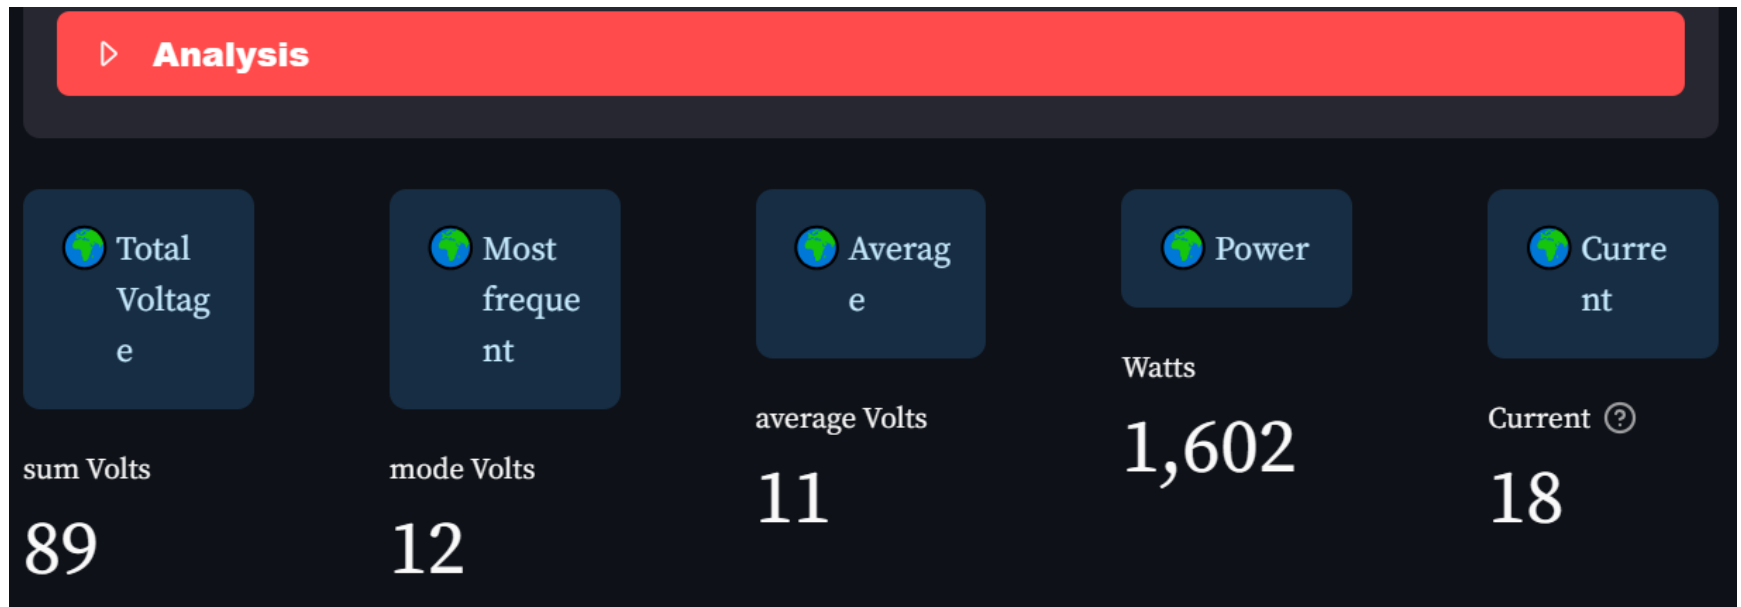 Analysis
Total
Voltag
e
sum Volts
89
Most
freque
nt
mode Volts
12
Averag
e
average Volts
11
Power
Watts
1,602
Curre
nt
Current
18